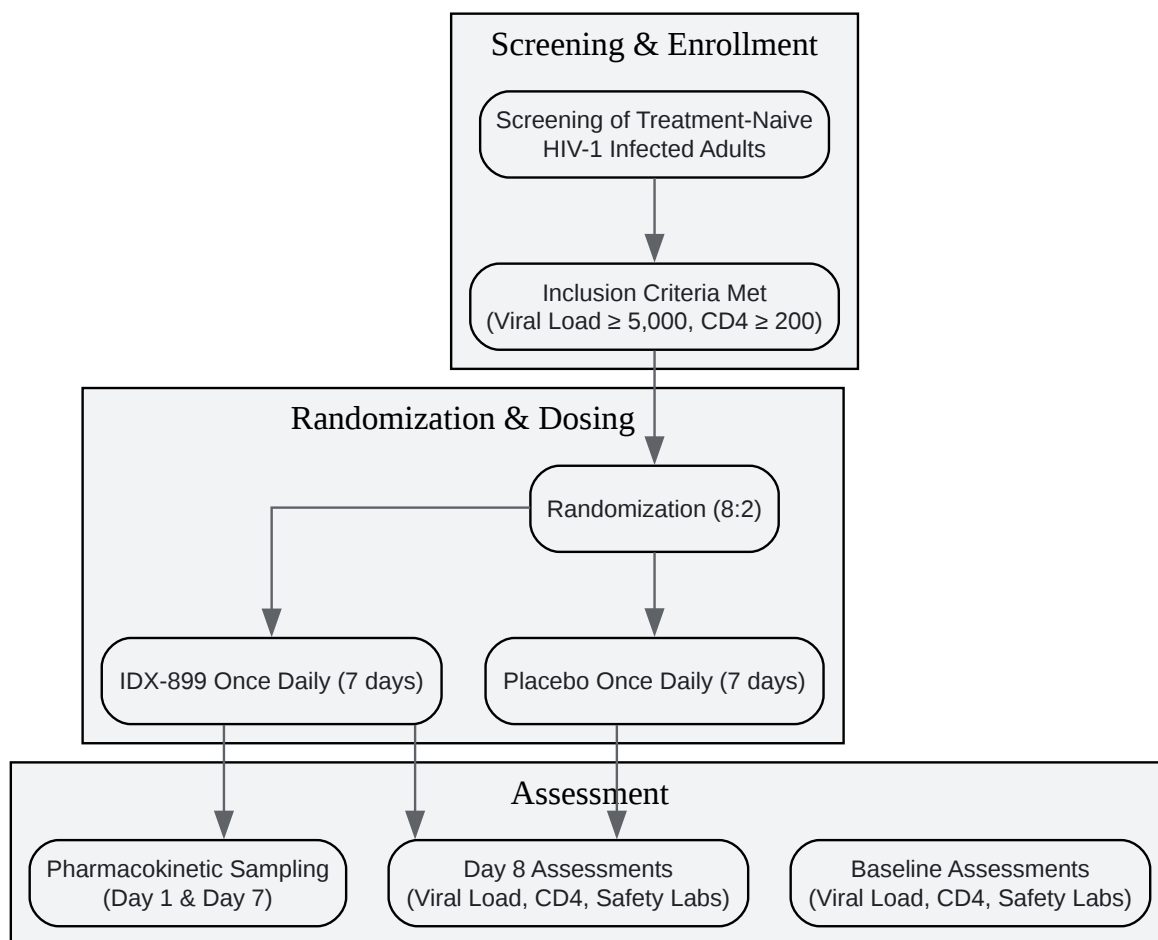 Screening & Enrollment
Screening of Treatment-Naive
HIV-1 Infected Adults
Inclusion Criteria Met
(Viral Load ≥ 5,000, CD4 ≥ 200)
Randomization & Dosing
Randomization (8:2)
IDX-899 Once Daily (7 days)
Placebo Once Daily (7 days)
Assessment
Pharmacokinetic Sampling
(Day 1 & Day 7)
Day 8 Assessments
(Viral Load, CD4, Safety Labs)
Baseline Assessments
(Viral Load, CD4, Safety Labs)